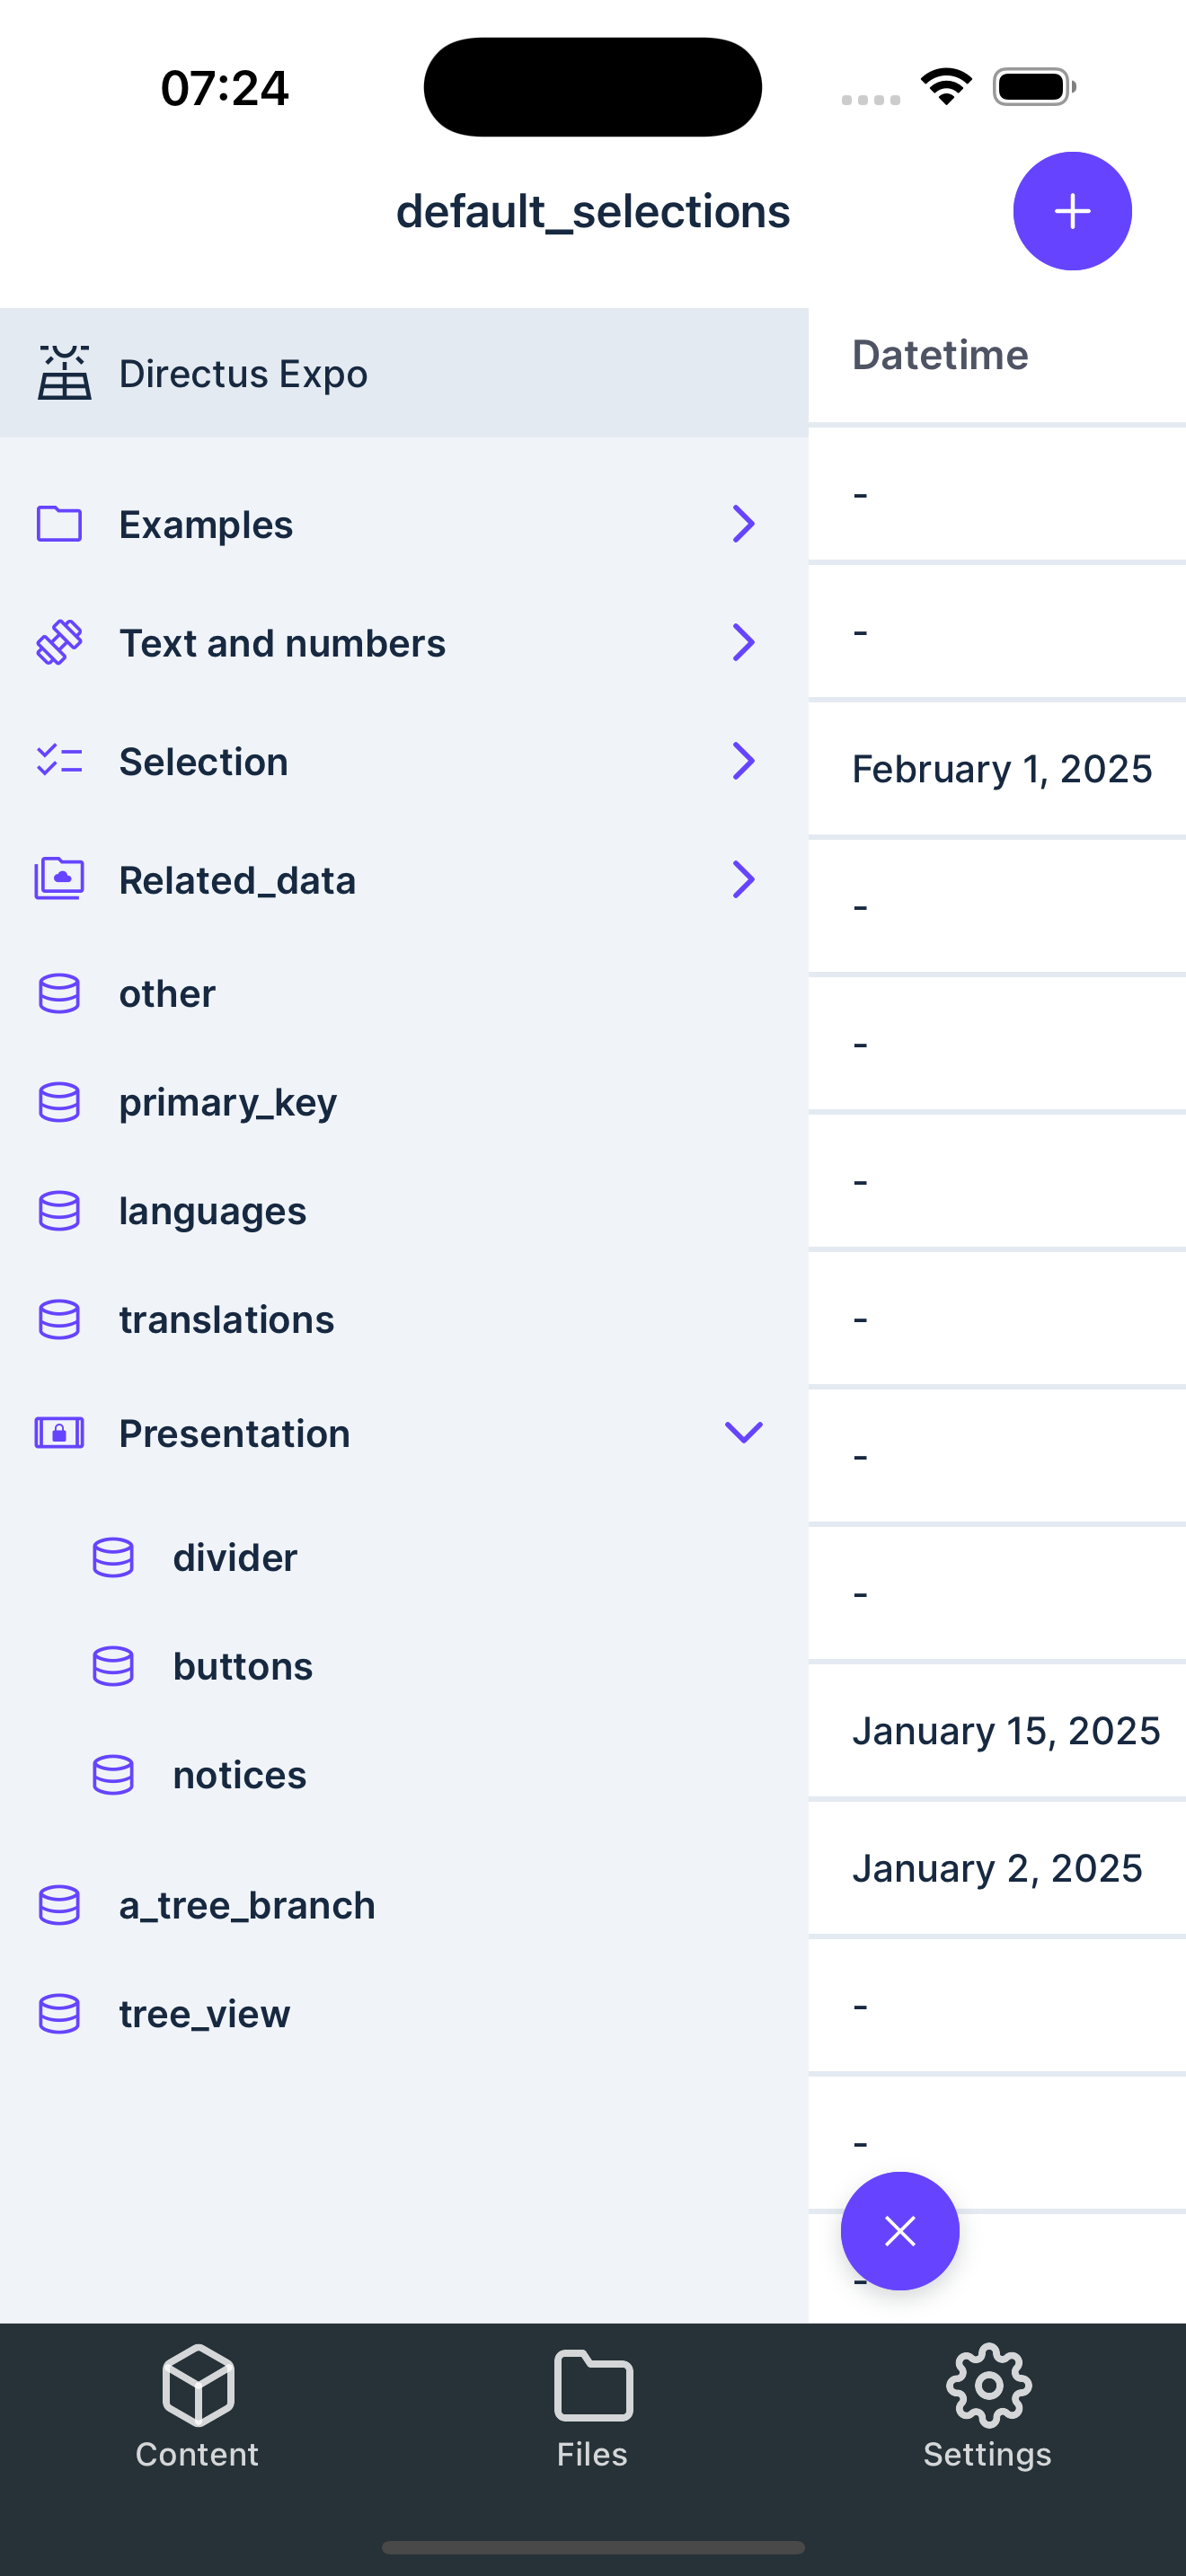 07:24
default_selections
Directus Expo
Examples
Text and numbers
Selection
Related_data
other
primary_key
languages
translations
Presentation
divider
buttons
notices
a_tree_branch
tree_view
Datetime
-
-
February 1, 2025
-
-
-
-
-
-
January 15, 2025
January 2, 2025
-
-
-
Content
Files
Settings